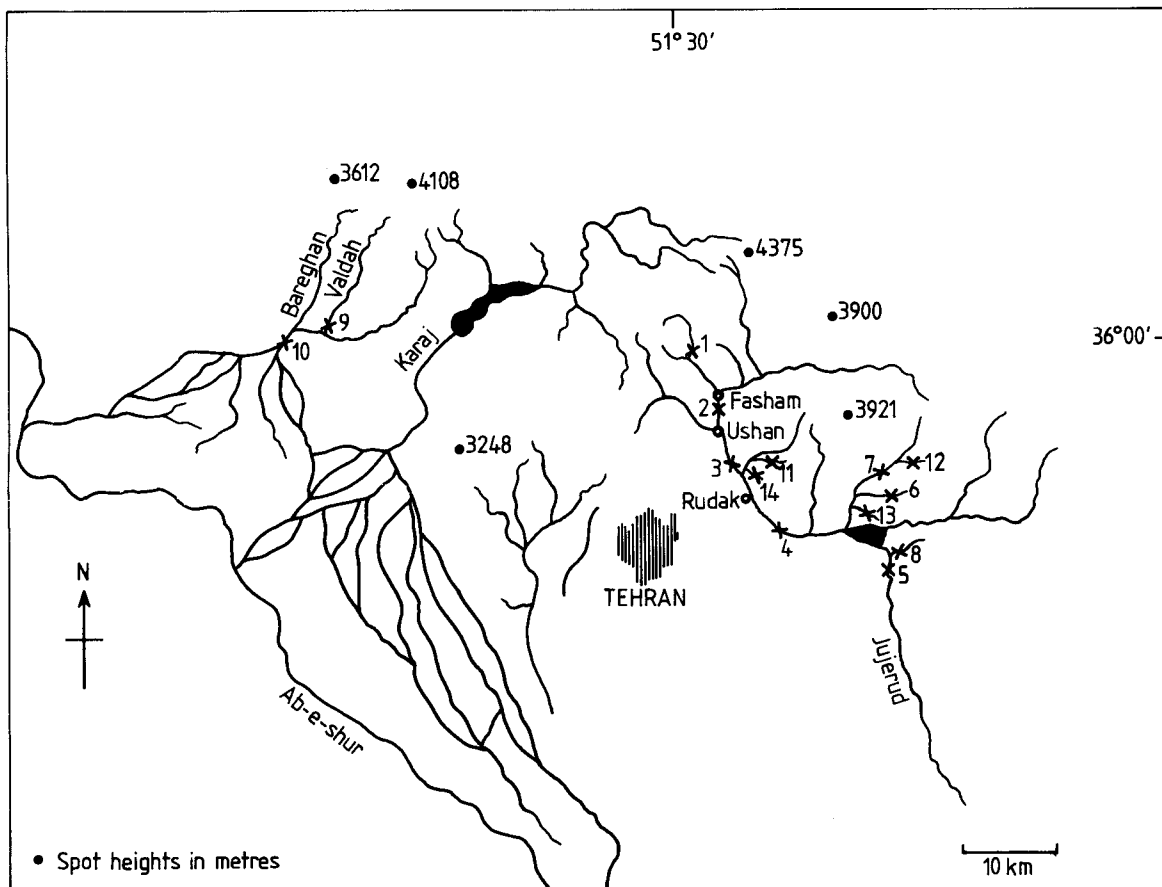 51° 30'
3612
4108
4375
Bareghan
Valdah
3900
9
10
Karaj
1
36° 00'
Fasham
2
3921
Ushan
3248
3
11
7
12
14
6
Rudak
13
4
8
5
TEHRAN
N
Jujerud
Ab-e-shur
Spot heights in metres
10 km